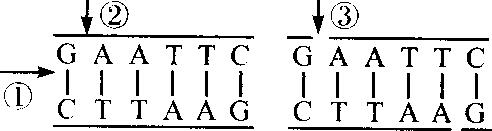 ② ③
G A A T T C G A A T T C
①
C T T A A G C T T A A G